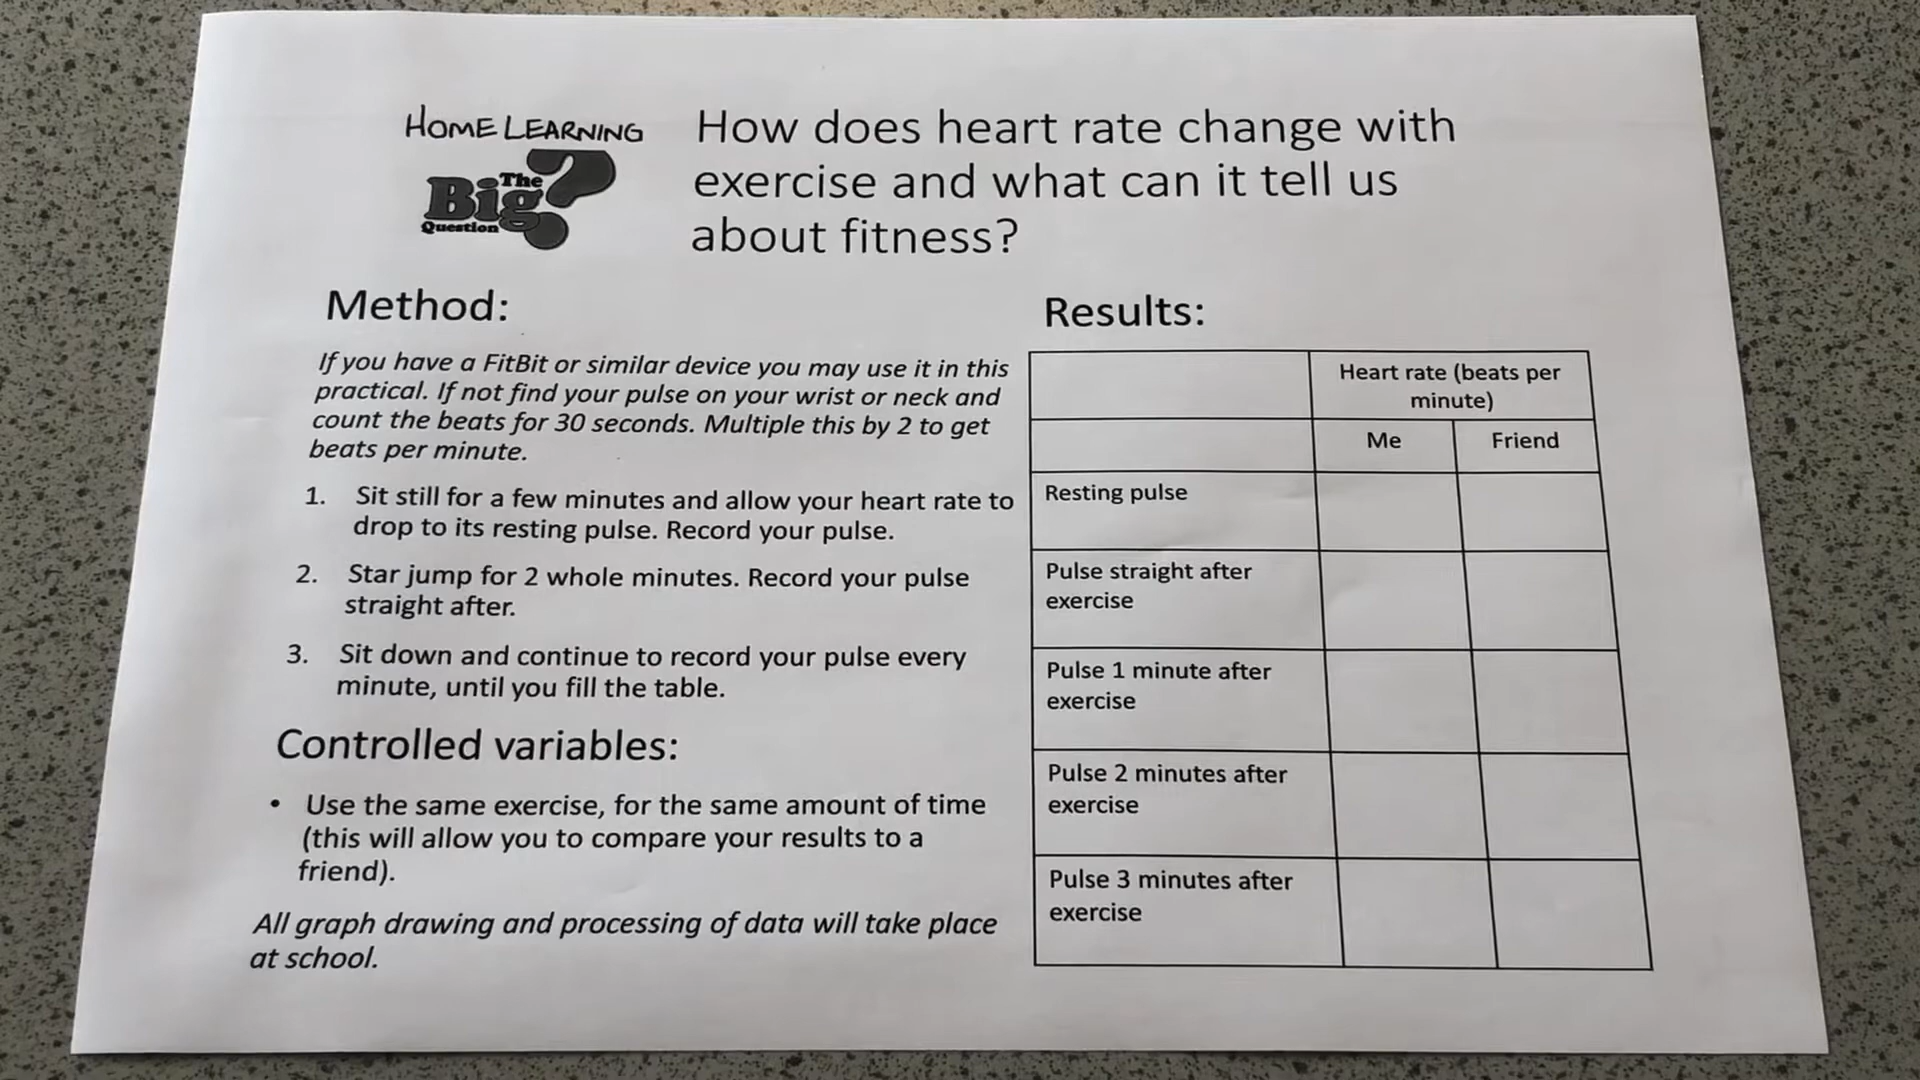 HOME LEARNING
The
Big
Question
?
How does heart rate change with
exercise and what can it tell us
about fitness?
Method:
If you have a FitBit or similar device you may use it in this
practical. If not find your pulse on your wrist or neck and
count the beats for 30 seconds. Multiple this by 2 to get
beats per minute.
1. Sit still for a few minutes and allow your heart rate to
drop to its resting pulse. Record your pulse.
2. Star jump for 2 whole minutes. Record your pulse
straight after.
3. Sit down and continue to record your pulse every
minute, until you fill the table.
Controlled variables:
• Use the same exercise, for the same amount of time
(this will allow you to compare your results to a
friend).
All graph drawing and processing of data will take place
at school.
Results:
Heart rate (beats per
minute)
Me Friend
Resting pulse
Pulse straight after
exercise
Pulse 1 minute after
exercise
Pulse 2 minutes after
exercise
Pulse 3 minutes after
exercise